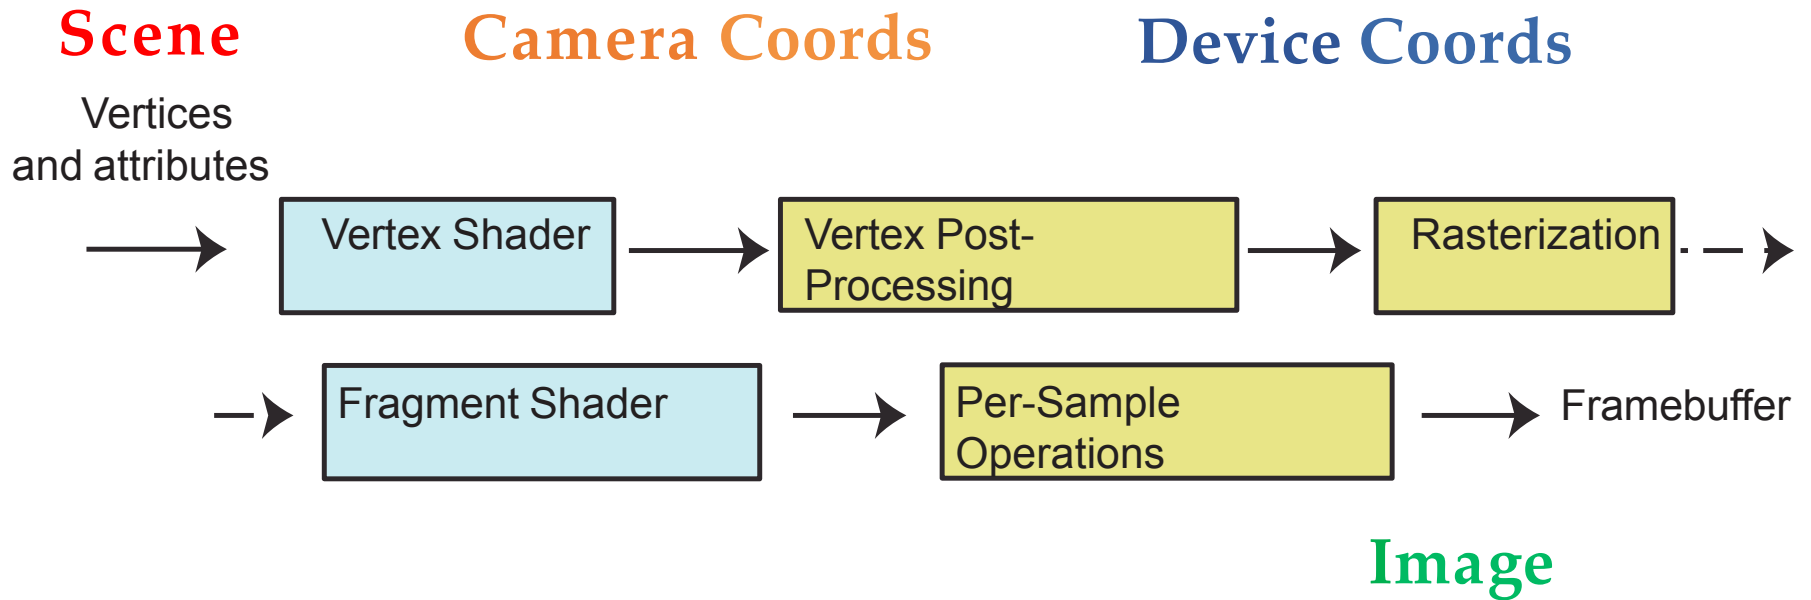 Scene
Camera Coords
Device Coords
Vertices
and attributes
Vertex Shader
Vertex Post-
Processing
Rasterization
Fragment Shader
Per-Sample
Operations
Framebuffer
Image